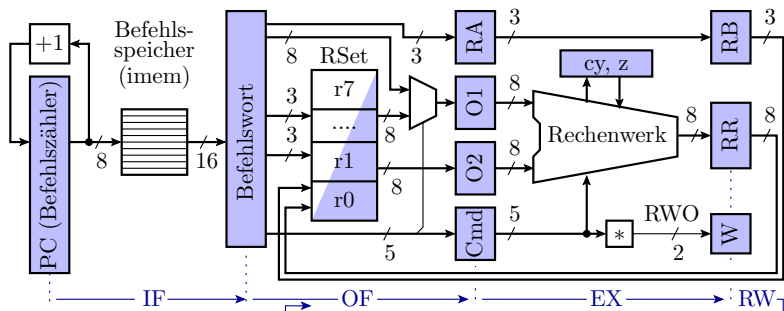 +1
PC (Befehlszähler)
8
Befehls-
speicher
(imem)
16
Befehlswort
8
3
3
RSet
r7
....
r1
r0
3
8
8
5
RA
O1
O2
Cmd
3
8
8
5
cy, z
Rechenwerk
*
RWO
2
8
RB
RR
W
3
8
IF
OF
EX
RW